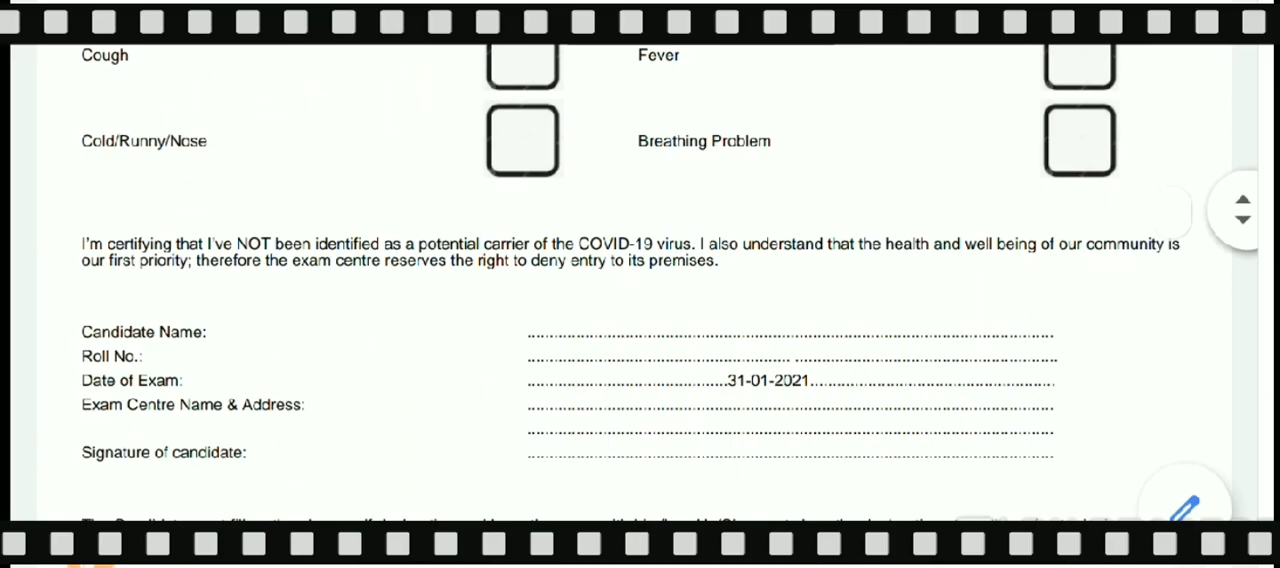 Cough Fever
Cold/Runny/Nose Breathing Problem
I'm certifying that I've NOT been identified as a potential carrier of the COVID-19 virus. I also understand that the health and well being of our community is
our first priority; therefore the exam centre reserves the right to deny entry to its premises.
Candidate Name: ................................................................
Roll No.: ................................................................
Date of Exam: ........................31-01-2021........................
Exam Centre Name & Address: ................................................................
................................................................
Signature of candidate: ................................................................